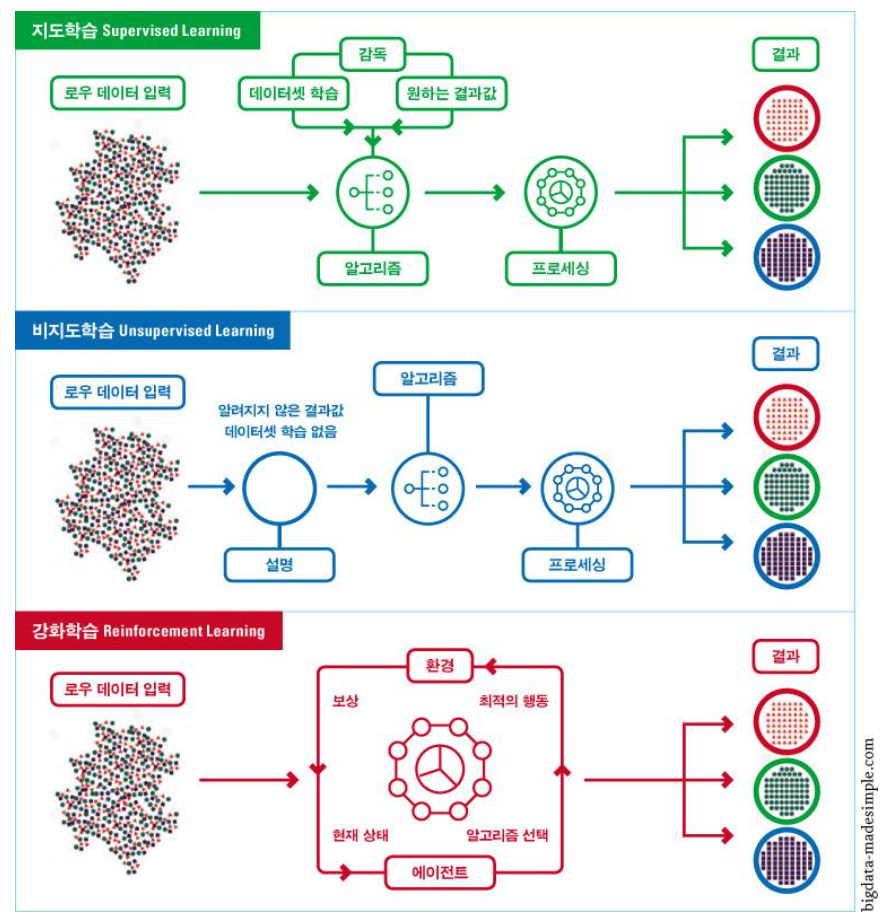 지도학습 Supervised Learning
감독
결과
로우 데이터 입력
데이터셋 학습
원하는 결과값
알고리즘
프로세싱
비지도학습 Unsupervised Learning
결과
로우 데이터 입력
알고리즘
알려지지 않은 결과값
데이터셋 학습 없음
설명
프로세싱
강화학습 Reinforcement Learning
환경
결과
로우 데이터 입력
보상
최적의 행동
현재 상태
알고리즘 선택
에이전트
bigdata-madesimple.com